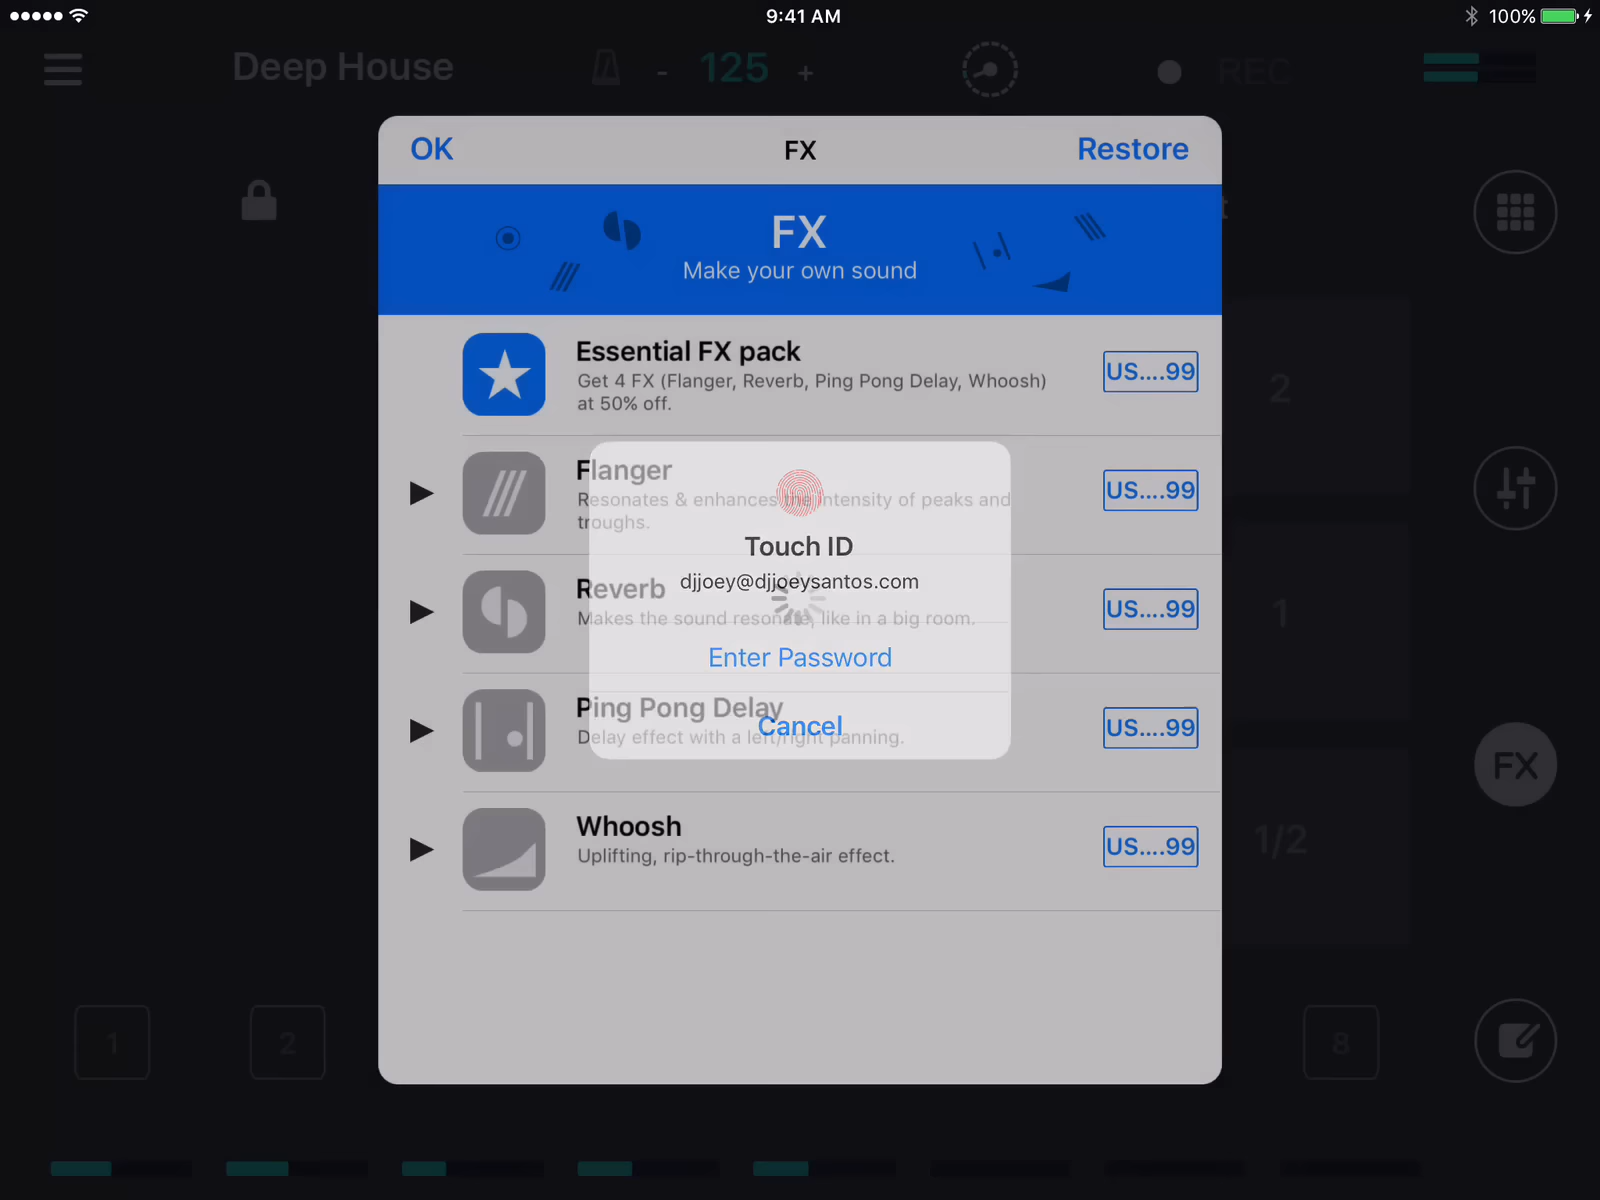 9:41 AM
100%
Deep House
- 125 +
REC
OK
FX
Restore
FX
Make your own sound
Essential FX pack
Get 4 FX (Flanger, Reverb, Ping Pong Delay, Whoosh)
at 50% off.
US....99
Flanger
Resonates & enhances the intensity of peaks and
troughs.
US....99
Touch ID
djjoey@djjoeysantos.com
Reverb
Makes the sound resonate, like in a big room.
US....99
Enter Password
Ping Pong Delay
Delay effect with a left/right panning.
US....99
Cancel
Whoosh
Uplifting, rip-through-the-air effect.
US....99
2
1
FX
1/2
1
2
8